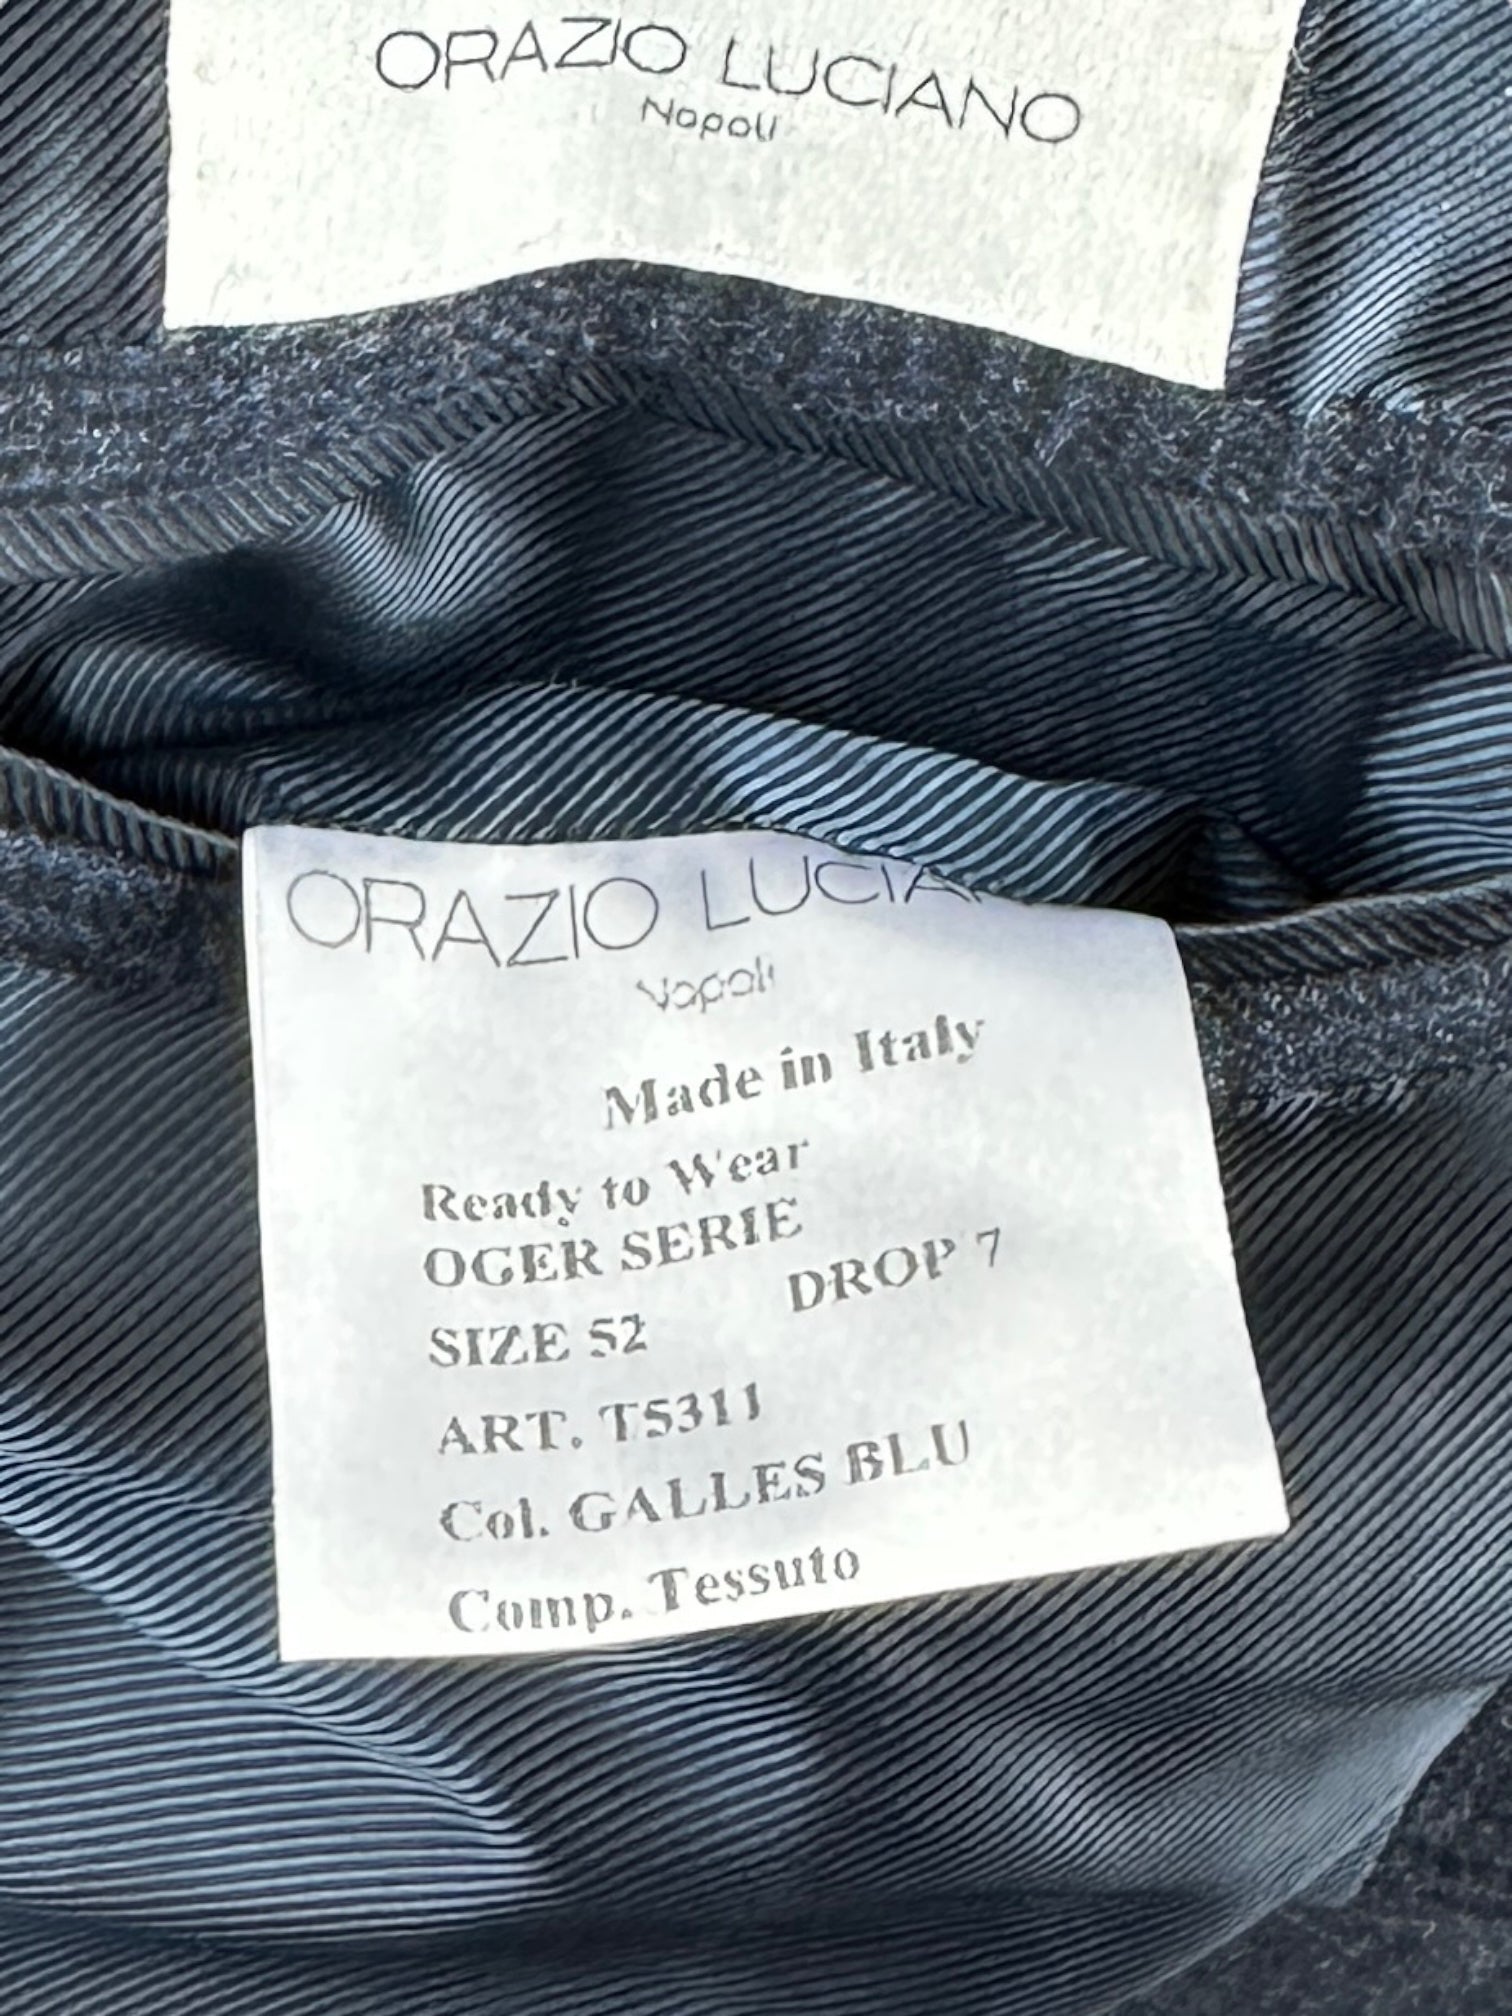 ORAZIO LUCIANO
Napoli
ORAZIO LUCIA
Napoli
Made in Italy
Ready to Wear
OGER SERIE
SIZE 52 DROP 7
ART. T5311
Col. GALLES BLU
Comp. Tessuto